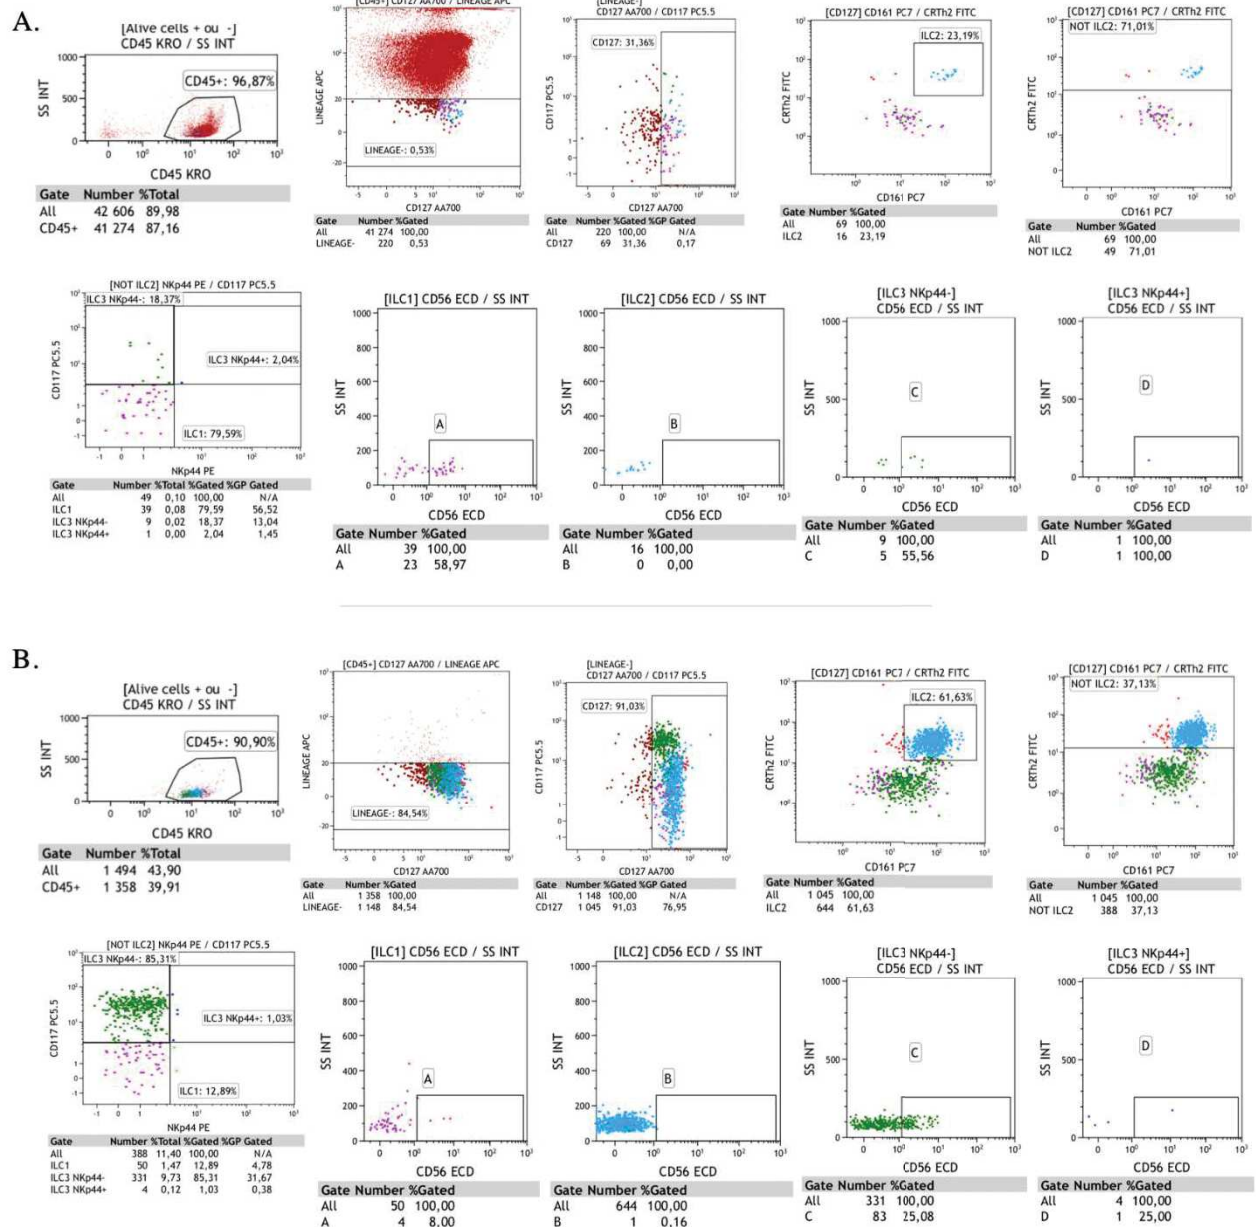 A.
[Alive cells + ou -]
CD45 KRO / SS INT
CD45+: 96,87%
SS INT
CD45 KRO
Gate Number %Total
All 42 606 89,98
CD45+ 41 274 87,16
[CD45+] CD127 AA700 / LINEAGE APC
LINEAGE APC
LINEAGE-: 0,53%
CD127 AA700
Gate Number %Gated
All 41 274 100,00
LINEAGE- 220 0,53
[LINEAGE-]
CD127 AA700 / CD117 PC5.5
CD127: 31,36%
CD117 PC5.5
CD127 AA700
Gate Number %Gated %GP Gated
All 220 100,00 N/A
CD127 69 31,36 0,17
[CD127] CD161 PC7 / CRTh2 FITC
ILC2: 23,19%
CRTh2 FITC
CD161 PC7
Gate Number %Gated
All 69 100,00
ILC2 16 23,19
[CD127] CD161 PC7 / CRTh2 FITC
NOT ILC2: 71,01%
CRTh2 FITC
CD161 PC7
Gate Number %Gated
All 69 100,00
NOT ILC2 49 71,01
[NOT ILC2] NKp44 PE / CD117 PC5.5
ILC3 NKp44-: 18,37%
ILC3 NKp44+: 2,04%
ILC1: 79,59%
CD117 PC5.5
NKp44 PE
Gate Number %Total %Gated %GP Gated
All 49 0,10 100,00 N/A
ILC1 39 0,08 79,59 56,52
ILC3 NKp44- 9 0,02 18,37 13,04
ILC3 NKp44+ 1 0,00 2,04 1,45
[ILC1] CD56 ECD / SS INT
SS INT
A
CD56 ECD
Gate Number %Gated
All 39 100,00
A 23 58,97
[ILC2] CD56 ECD / SS INT
SS INT
B
CD56 ECD
Gate Number %Gated
All 16 100,00
B 0 0,00
[ILC3 NKp44-]
CD56 ECD / SS INT
SS INT
C
CD56 ECD
Gate Number %Gated
All 9 100,00
C 5 55,56
[ILC3 NKp44+]
CD56 ECD / SS INT
SS INT
D
CD56 ECD
Gate Number %Gated
All 1 100,00
D 1 100,00
B.
[Alive cells + ou -]
CD45 KRO / SS INT
CD45+: 90,90%
SS INT
CD45 KRO
Gate Number %Total
All 1 494 43,90
CD45+ 1 358 39,91
[CD45+] CD127 AA700 / LINEAGE APC
LINEAGE APC
LINEAGE-: 84,54%
CD127 AA700
Gate Number %Gated
All 1 358 100,00
LINEAGE- 1 148 84,54
[LINEAGE-]
CD127 AA700 / CD117 PC5.5
CD127: 91,03%
CD117 PC5.5
CD127 AA700
Gate Number %Gated %GP Gated
All 1 148 100,00 N/A
CD127 1 045 91,03 76,95
[CD127] CD161 PC7 / CRTh2 FITC
ILC2: 61,63%
CRTh2 FITC
CD161 PC7
Gate Number %Gated
All 1 045 100,00
ILC2 644 61,63
[CD127] CD161 PC7 / CRTh2 FITC
NOT ILC2: 37,13%
CRTh2 FITC
CD161 PC7
Gate Number %Gated
All 1 045 100,00
NOT ILC2 388 37,13
[NOT ILC2] NKp44 PE / CD117 PC5.5
ILC3 NKp44-: 85,31%
ILC3 NKp44+: 1,03%
ILC1: 12,89%
CD117 PC5.5
NKp44 PE
Gate Number %Total %Gated %GP Gated
All 388 11,40 100,00 N/A
ILC1 50 1,47 12,89 4,78
ILC3 NKp44- 331 9,73 85,31 31,67
ILC3 NKp44+ 4 0,12 1,03 0,38
[ILC1] CD56 ECD / SS INT
SS INT
A
CD56 ECD
Gate Number %Gated
All 50 100,00
A 4 8,00
[ILC2] CD56 ECD / SS INT
SS INT
B
CD56 ECD
Gate Number %Gated
All 644 100,00
B 1 0,16
[ILC3 NKp44-]
CD56 ECD / SS INT
SS INT
C
CD56 ECD
Gate Number %Gated
All 331 100,00
C 83 25,08
[ILC3 NKp44+]
CD56 ECD / SS INT
SS INT
D
CD56 ECD
Gate Number %Gated
All 4 100,00
D 1 25,00